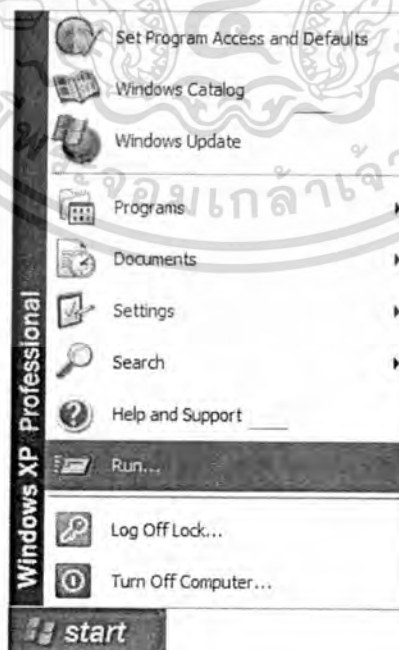 Set Program Access and Defaults
Windows Catalog
Windows Update
Programs
Documents
Settings
Search
Help and Support
Run...
Log Off Lock...
Turn Off Computer...
Windows XP Professional
start